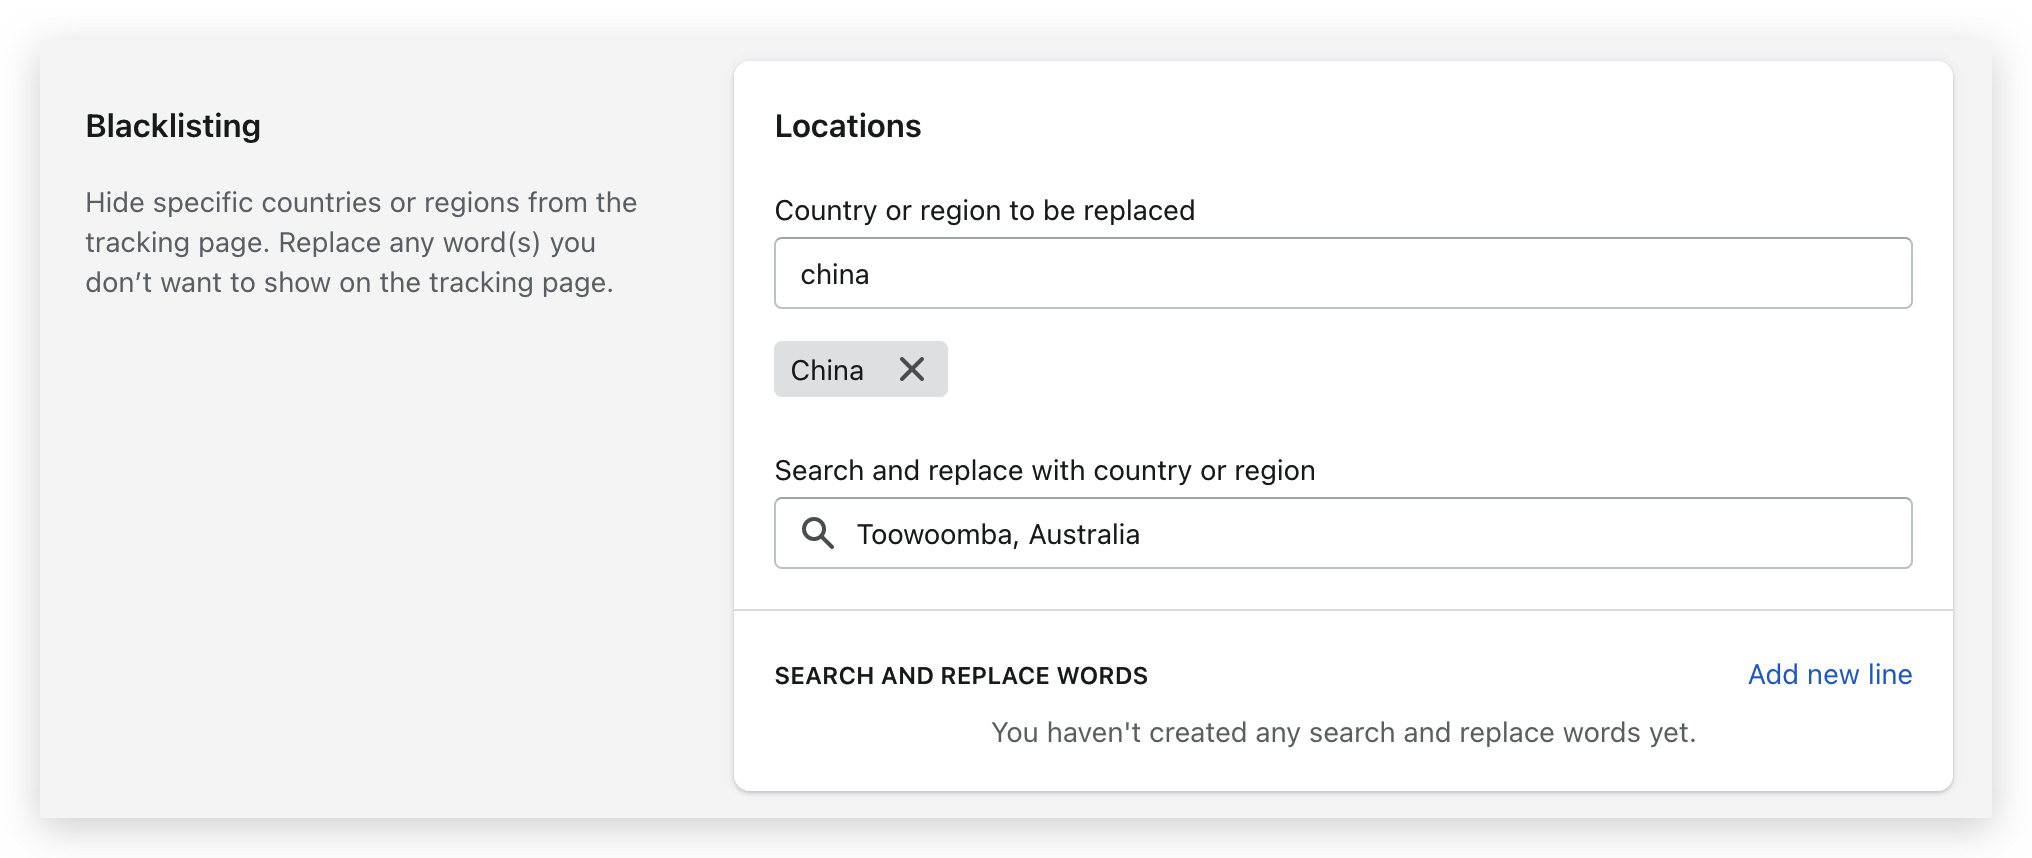 Blacklisting
Hide specific countries or regions from the
tracking page. Replace any word(s) you
don’t want to show on the tracking page.
Locations
Country or region to be replaced
china
China
Search and replace with country or region
Toowoomba, Australia
SEARCH AND REPLACE WORDS
Add new line
You haven't created any search and replace words yet.